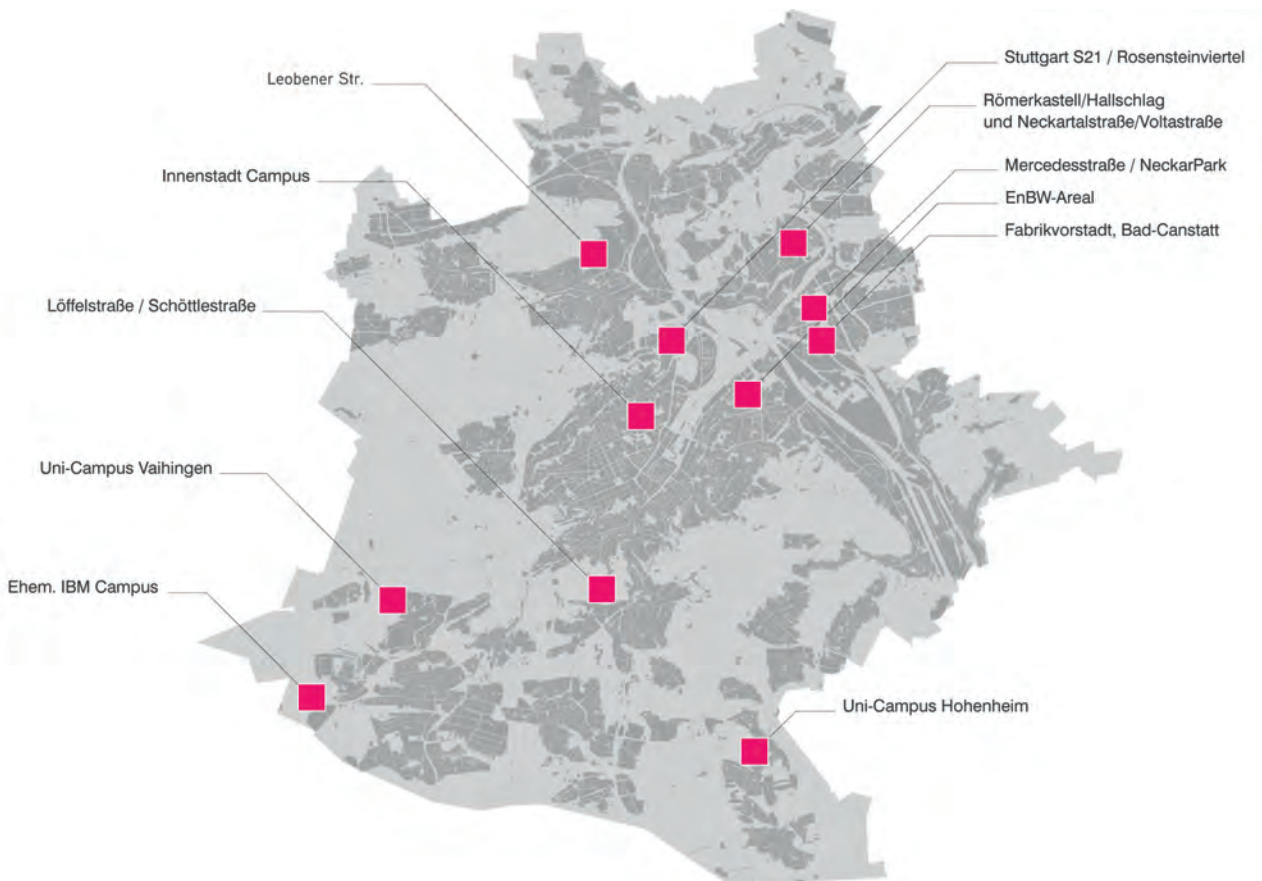 Stuttgart S21 / Rosensteinviertel
Leobener Str.
Römerkastell/Hallschlag
und Neckartalstraße/Voltastraße
Mercedesstraße / NeckarPark
Innenstadt Campus
EnBW-Areal
Fabrikvorstadt, Bad-Canstatt
Löffelstraße / Schöttlestraße
Uni-Campus Vaihingen
Ehem. IBM Campus
Uni-Campus Hohenheim